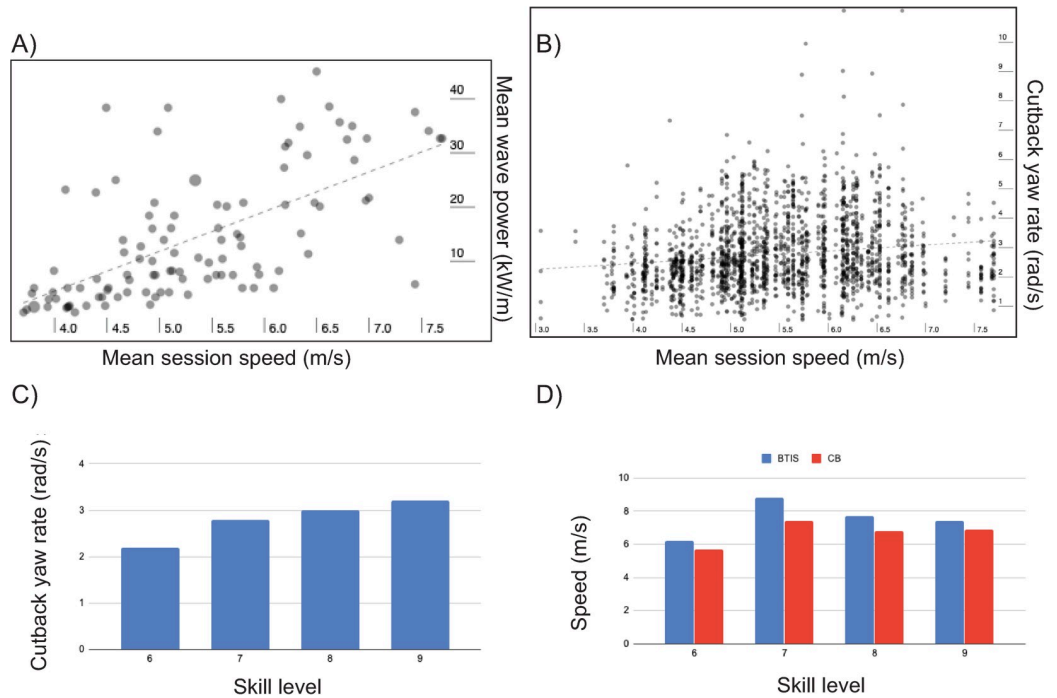 A)
40
30
20
10
4.0 4.5 5.0 5.5 6.0 6.5 7.0 7.5
Mean session speed (m/s)
Mean wave power (kW/m)
B)
10
9
8
7
6
5
4
3
2
1
3.0 3.5 4.0 4.5 5.0 5.5 6.0 6.5 7.0 7.5
Mean session speed (m/s)
Cutback yaw rate (rad/s)
C)
Cutback yaw rate (rad/s)
4
3
2
1
0
6 7 8 9
Skill level
D)
BTIS CB
Speed (m/s)
10
8
6
4
2
0
6 7 8 9
Skill level